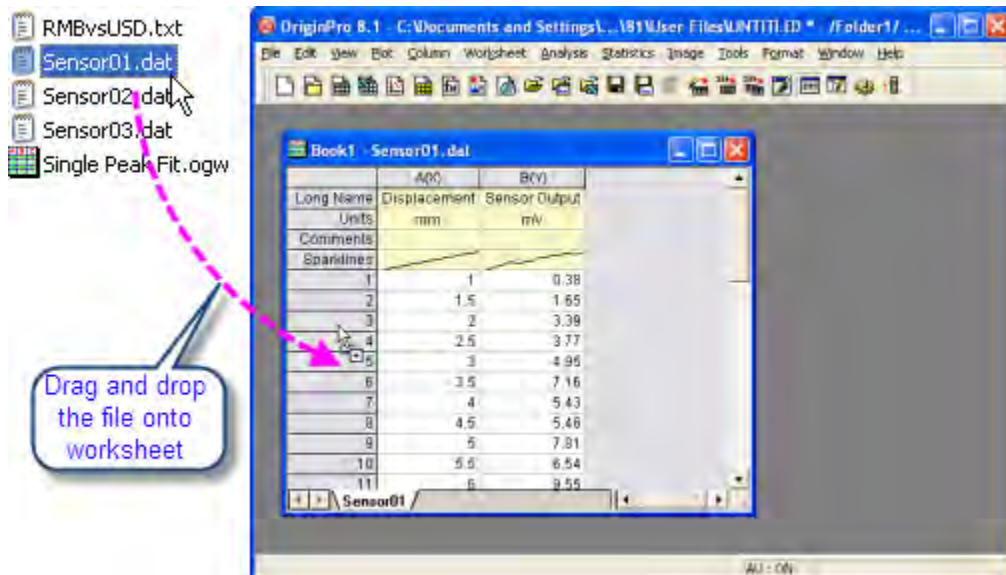 RMBvsUSD.txt
Sensor01.dat
Sensor02.dat
Sensor03.dat
Single Peak Fit.ogw
Drag and drop
the file onto
worksheet
OriginPro 8.1 - C:\Documents and Settings\...\81\User Files\UNTITLED * - /Folder1/ ...
File Edit View Plot Column Worksheet Analysis Statistics Image Tools Format Window Help
Book1 - Sensor01.dat
A(X) B(Y)
Long Name Displacement Sensor Output
Units mm mV
Comments
Sparklines
1 1 0.38
2 1.5 1.65
3 2 3.39
4 2.5 3.77
5 3 4.95
6 3.5 7.16
7 4 5.43
8 4.5 5.46
9 5 7.81
10 5.5 6.54
11 6 9.55
Sensor01
AU : ON